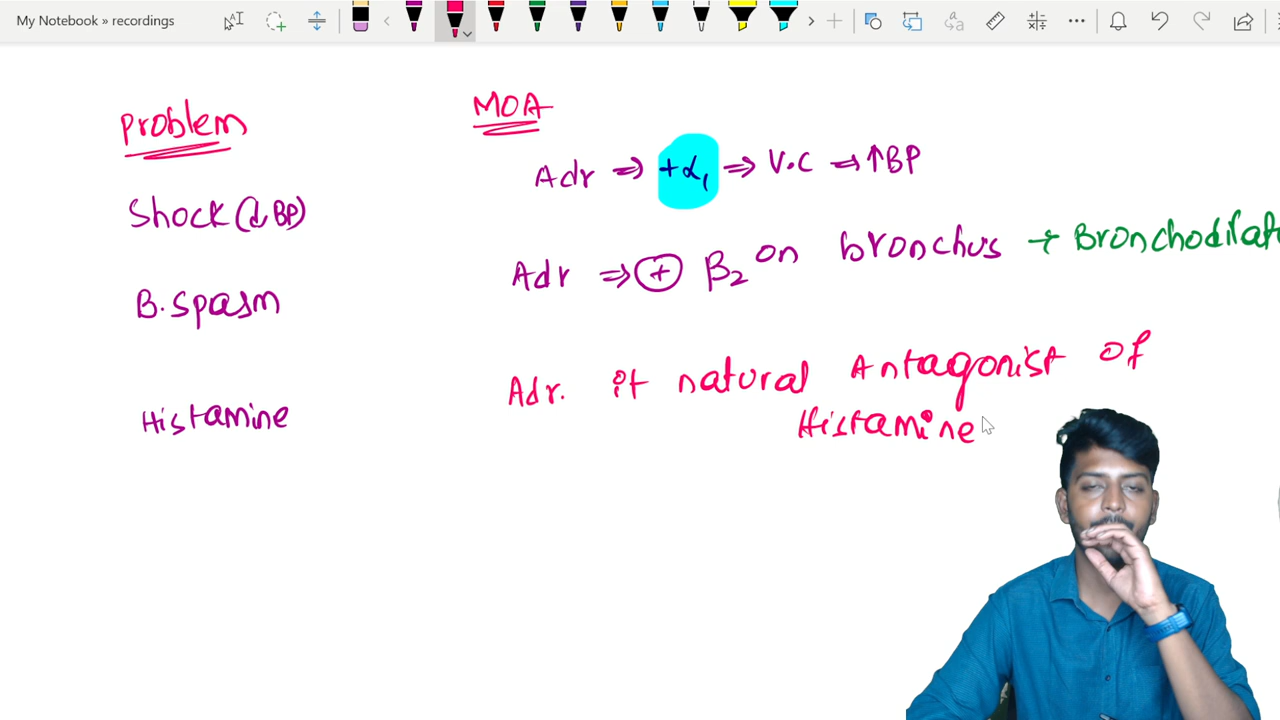 My Notebook » recordings
Problem
MOA
Adr ⇒ +α₁ ⇒ V.C ⇒ ↑BP
Shock (↓BP)
Adr ⇒ ⊕ β₂ on bronchus → Bronchodilat
B. Spasm
Adr. it natural Antagonist of
Histamine
Histamine